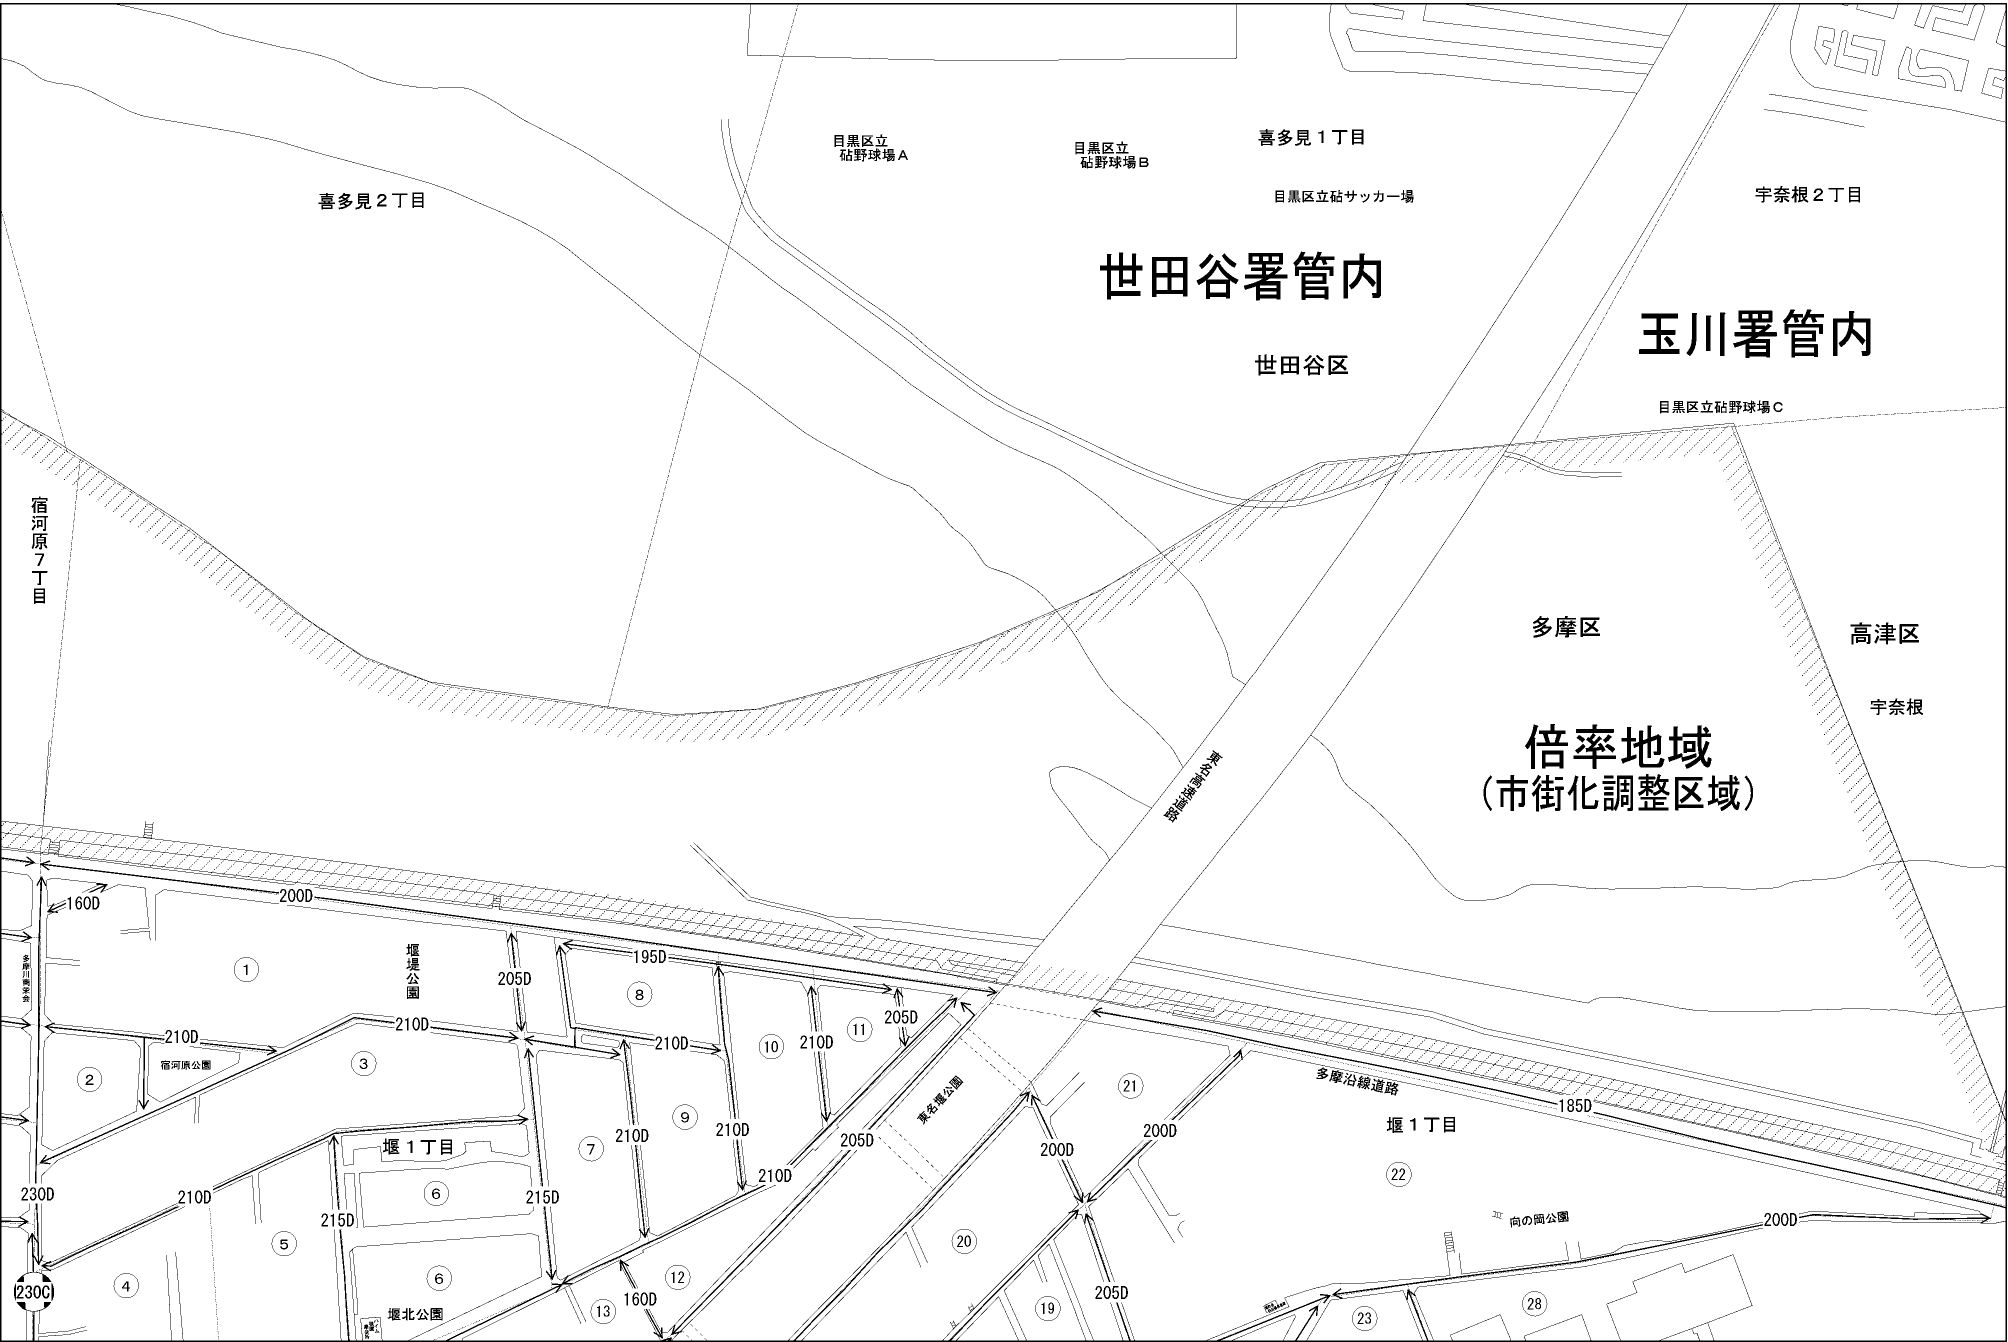 目黒区立
砧野球場Ａ
目黒区立
砧野球場Ｂ
喜多見１丁目
喜多見２丁目
目黒区立砧サッカー場
宇奈根２丁目
世田谷署管内
玉川署管内
世田谷区
目黒区立砧野球場Ｃ
宿河原７丁目
多摩区
高津区
宇奈根
倍率地域
（市街化調整区域）
東名高速道路
160D
200D
多摩川商栄会
1
堰堤公園
205D
195D
8
210D
宿河原公園
2
3
210D
210D
10
210D
11
205D
9
210D
210D
7
東名堰公園
205D
21
多摩沿線道路
185D
堰１丁目
200D
200D
22
堰１丁目
6
215D
210D
230D
210D
215D
5
6
堰北公園
4
230C
12
13
160D
20
19
205D
向の岡公園
200D
23
28